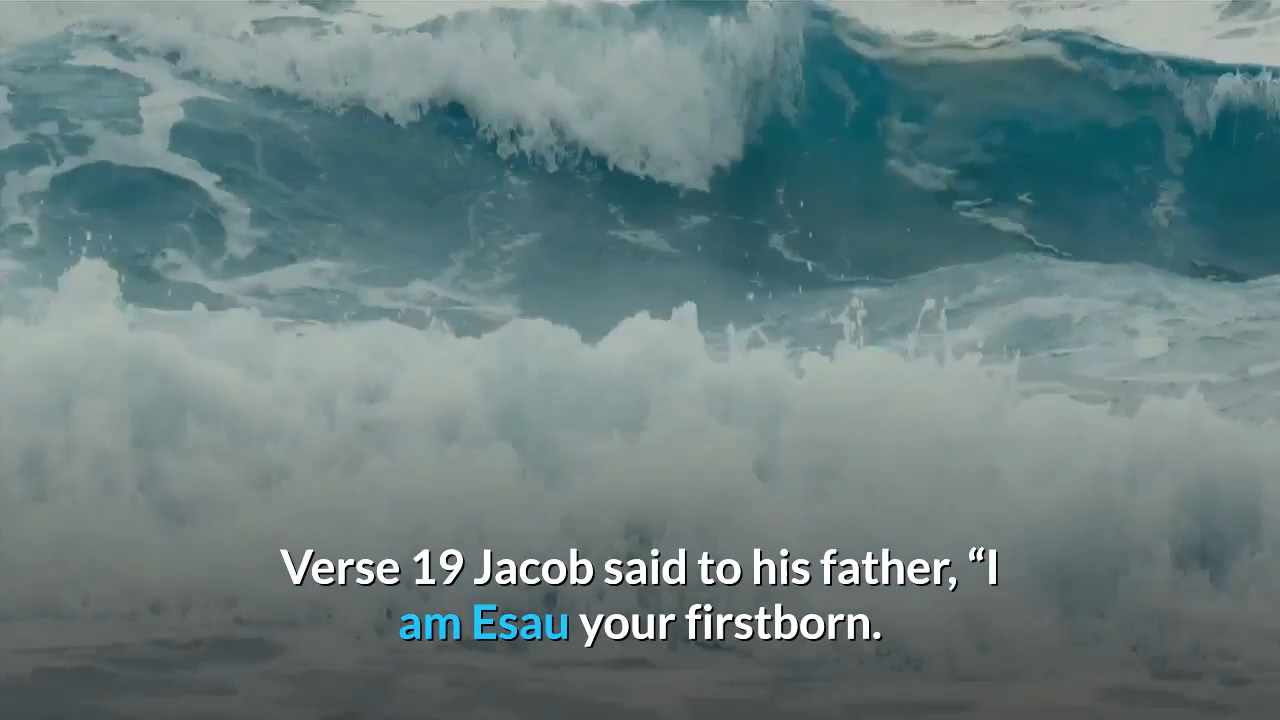 Verse 19 Jacob said to his father, “I
am Esau your firstborn.